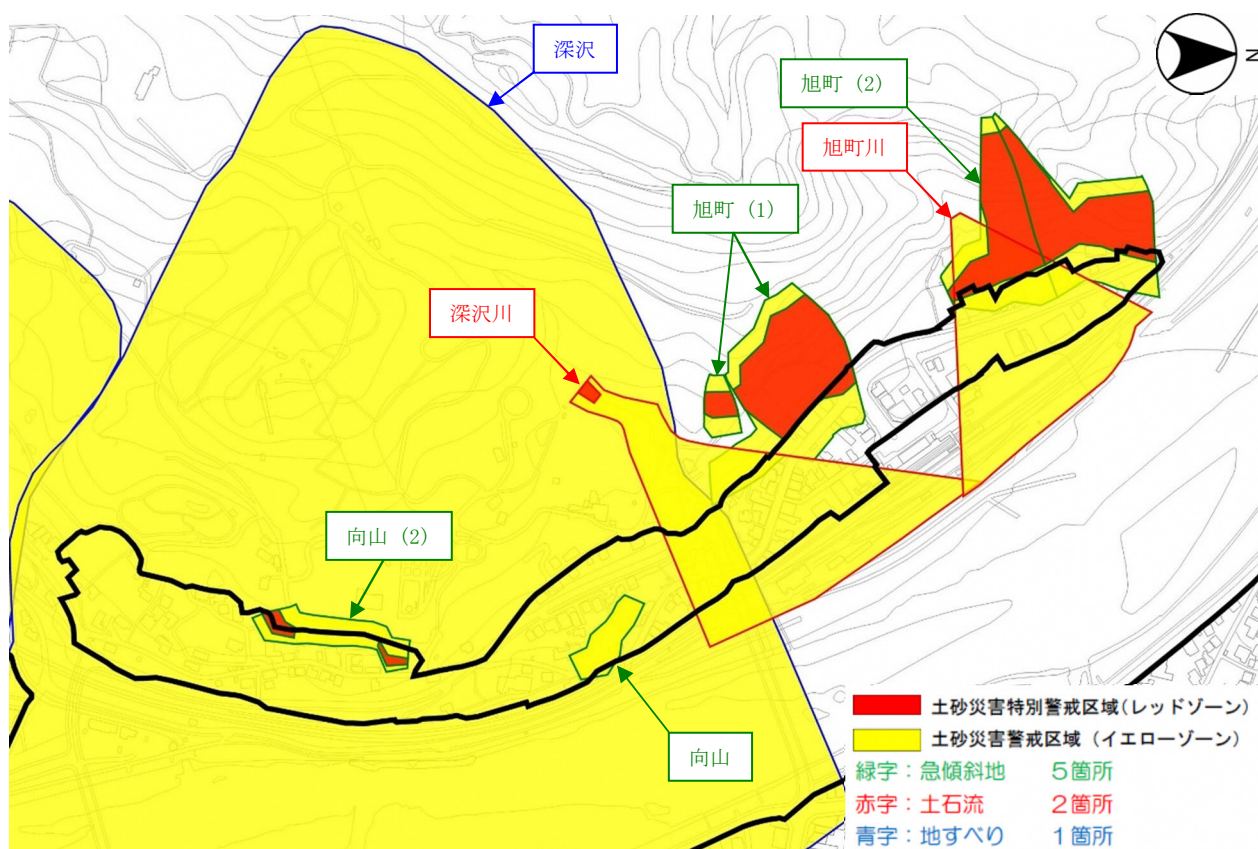 深沢
旭町 (2)
N
旭町川
旭町 (1)
深沢川
向山 (2)
向山
土砂災害特別警戒区域(レッドゾーン)
土砂災害警戒区域 (イエローゾーン)
緑字：急傾斜地 5箇所
赤字：土石流 2箇所
青字：地すべり 1箇所